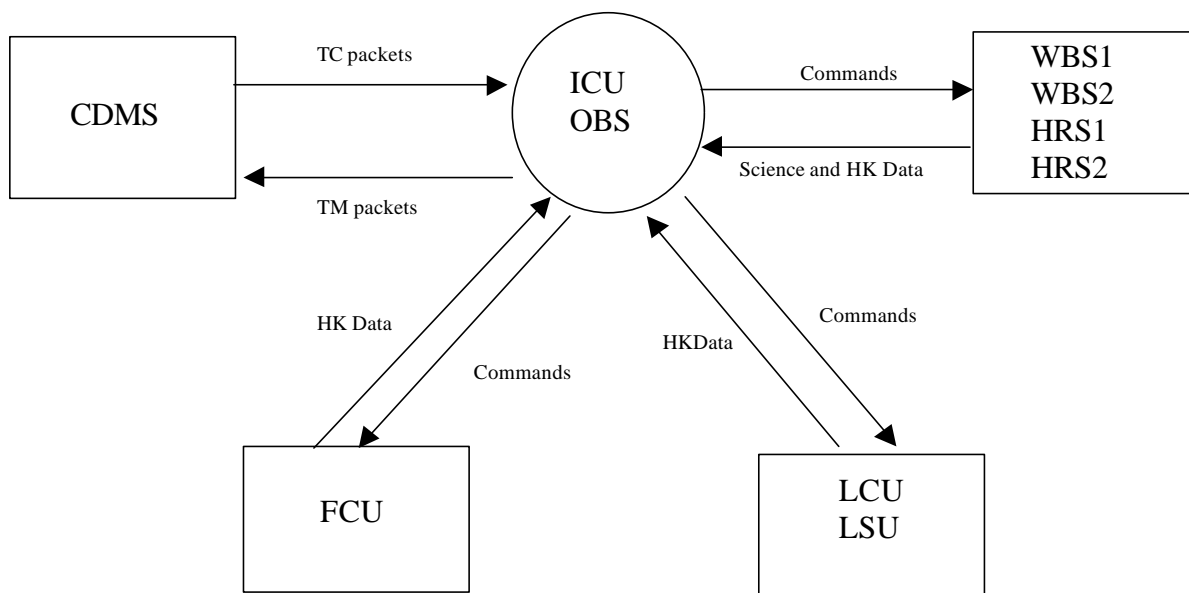 TC packets
CDMS
TM packets
ICU
OBS
Commands
WBS1
WBS2
HRS1
HRS2
Science and HK Data
HK Data
Commands
HKData
Commands
FCU
LCU
LSU